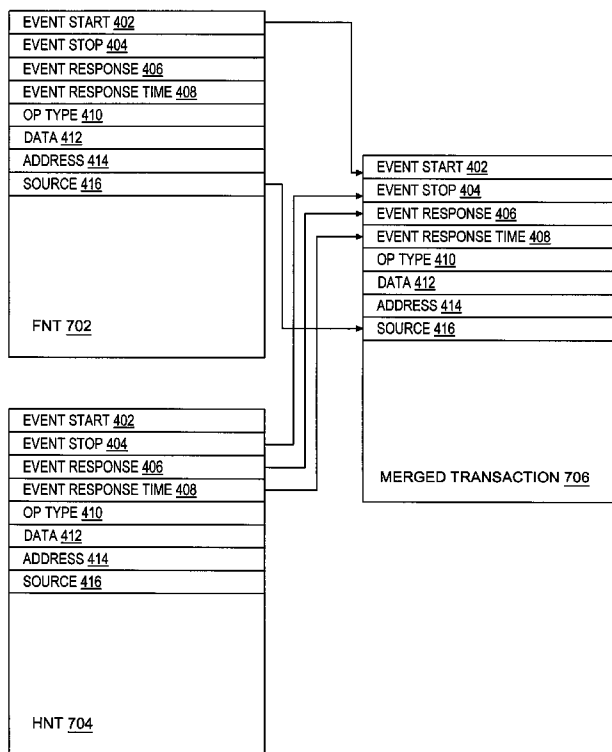 EVENT START 402
EVENT STOP 404
EVENT RESPONSE 406
EVENT RESPONSE TIME 408
OP TYPE 410
DATA 412
ADDRESS 414
SOURCE 416
FNT 702
EVENT START 402
EVENT STOP 404
EVENT RESPONSE 406
EVENT RESPONSE TIME 408
OP TYPE 410
DATA 412
ADDRESS 414
SOURCE 416
MERGED TRANSACTION 706
EVENT START 402
EVENT STOP 404
EVENT RESPONSE 406
EVENT RESPONSE TIME 408
OP TYPE 410
DATA 412
ADDRESS 414
SOURCE 416
HNT 704